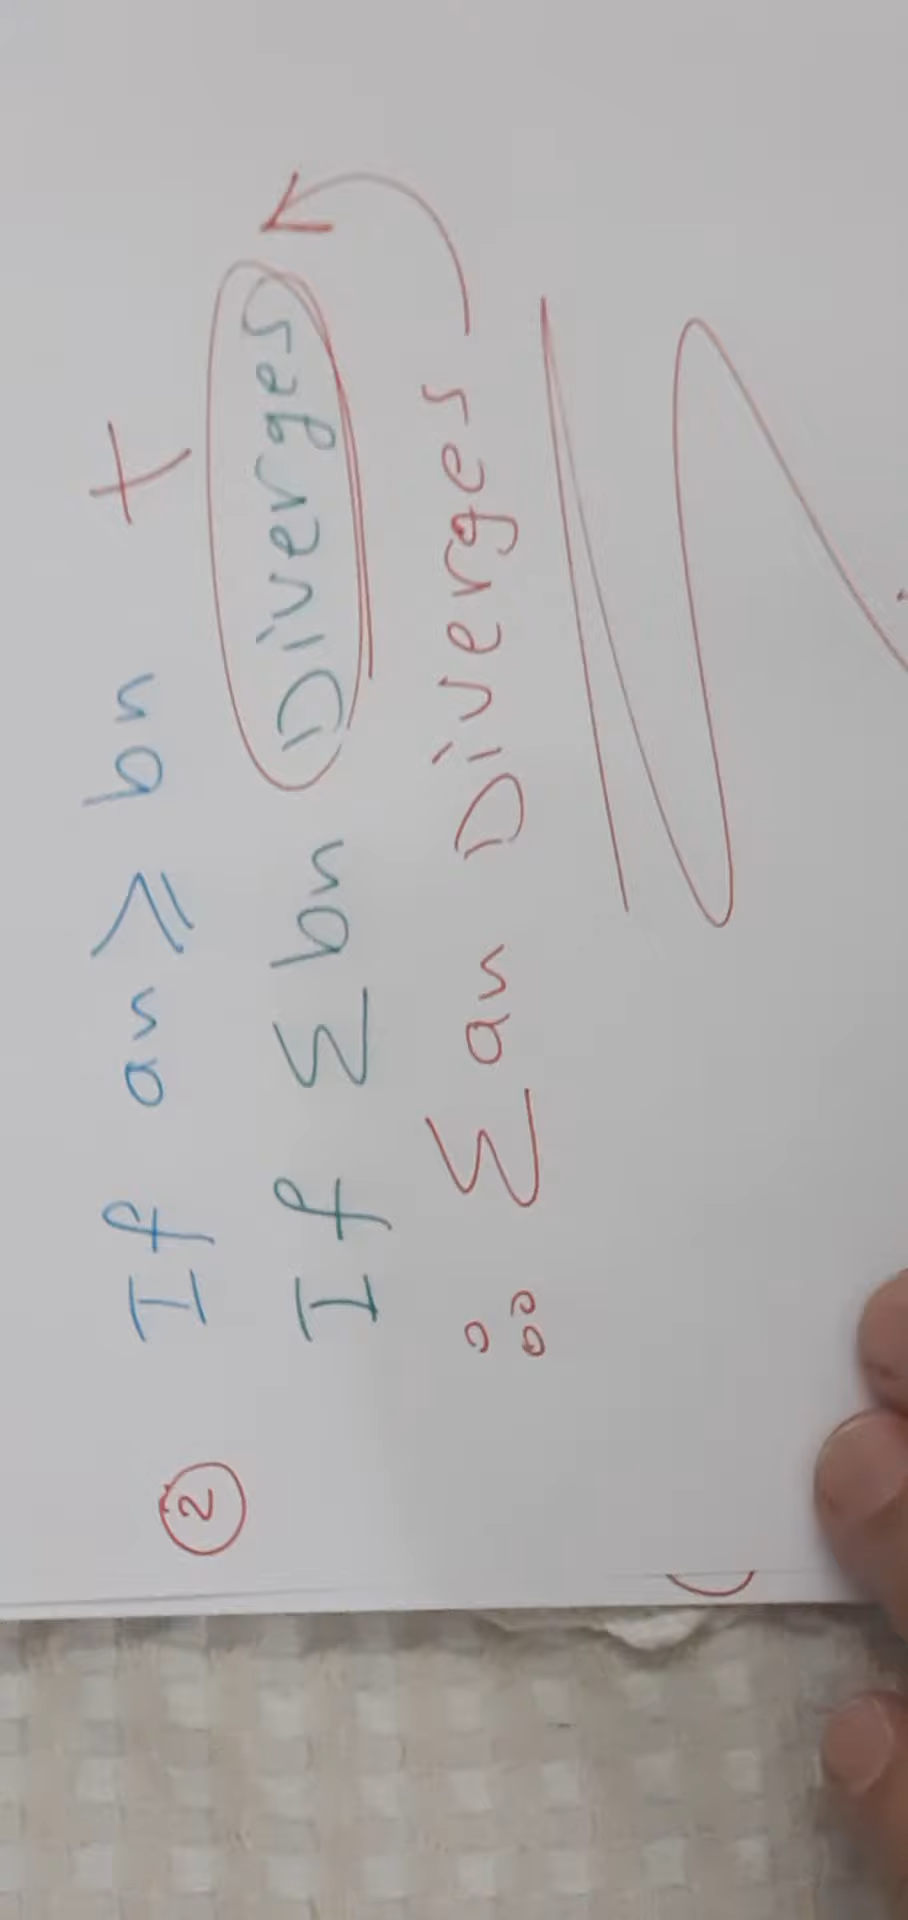 ② If an ⩾ bn +
If Σ bn Diverges
∴ Σ an Diverges